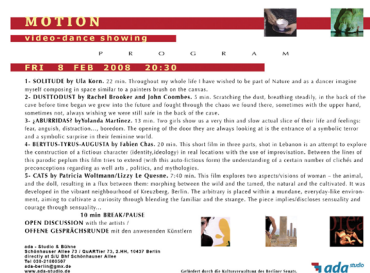 MOTION
video-dance showing
PROGRAM
FRI 8 FEB 2008 20:30
1- SOLITUDE by Ula Korn. 22 min. Throughout my whole life I have wished to be part of Nature and as a dancer imagine
myself composing in space similar to a painters brush on the canvas.
2- DUSTTODUST by Rachel Brooker and John Coombes. 5 min. Scratching the dust, breathing steadily, in the back of the
cave before time began we grew into the future and fought through the chaos we found there, sometimes with the upper hand,
sometimes not, always wishing we were still safe in the back of the cave.
3- ¿ABURRIDAS? byYolanda Martinez. 13 min. Two girls show us a very thin and slow actual slice of their life and feelings:
fear, anguish, distraction..., boredom. The opening of the door they are always looking at is the entrance of a symbolic terror
and a symbolic surprise in their feminine world.
4- BERYTUS-TYRUS-AUGUSTA by Fabien Chas. 20 min. This short film in three parts, shot in Lebanon is an attempt to explore
the construction of a fictious character (identity,ideology) in real locations with the use of improvisation. Between the lines of
this parodic peplum this film tries to extend (with this auto-fictions form) the understanding of a certain number of clichés and
preconceptions regarding as well arts , politics, and mythologies.
5- CATS by Patricia Woltmann/Lizzy Le Quesne. 7:40 min. This film explores two aspects/visions of woman - the animal,
and the doll, resulting in a flux between them: morphing between the wild and the turned, the natural and the cultivated. It was
developed in the vibrant neighbourhood of Kreuzberg, Berlin. The arbitrary is placed within a mundane, everyday-like environ-
ment, aiming to cultivate a curiosity through blending the familiar and the strange. The piece implies/discloses sensuality and
courage through sensuality...
10 min BREAK/PAUSE
OPEN DISCUSSION with the artists /
OFFENE GESPRÄCHSRUNDE mit den anwesenden Künstlern
ada - Studio & Bühne
Schönhauser Allee 73 / QuARTier 73, 2.HH, 10437 Berlin
directly at S/U Bhf Schönhauser Allee
Tel 030-21800507
ada-berlin@gmx.de
www.ada-studio.de
Gefördert durch die Kulturverwaltung des Berliner Senats.
ada studio